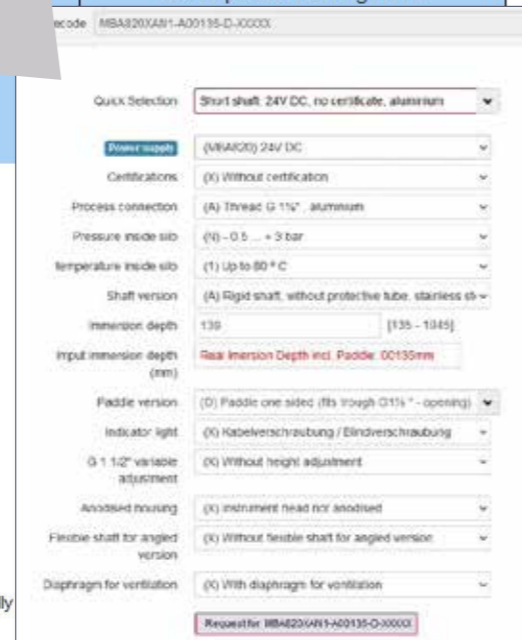 ecode MBA820XAN1-A00135-D-XXXXX
Quick Selection Short shaft, 24V DC, no certificate, aluminium
Power supply (MBA820) 24V DC
Certifications (X) Without certification
Process connection (A) Thread G 1½", aluminium
Pressure inside silo (N) - 0.5 ... + 3 bar
temperature inside silo (1) Up to 80 ° C
Shaft version (A) Rigid shaft, without protective tube, stainless
Immersion depth 139 [135 - 1045]
Input immersion depth (mm) Real Imersion Depth incl. Paddle: 00135mm
Paddle version (D) Paddle one sided (fits trough G1½ " - opening)
Indicator light (X) Kabelverschraubung / Blindverschraubung
G 1 1/2" variable adjustment (X) Without height adjustment
Anodised housing (X) Instrument head not anodised
Flexible shaft for angled version (X) Without flexible shaft for angled version
Diaphragm for ventilation (X) With diaphragm for ventilation
lly
Request for MBA820XAN1-A00135-D-XXXXX